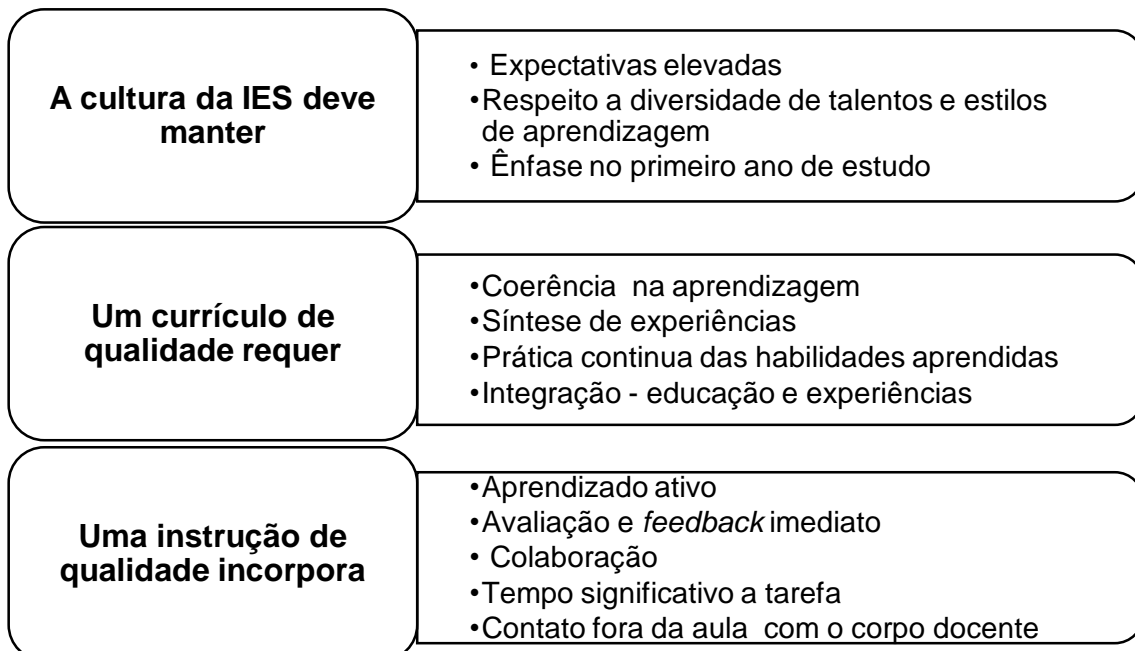 A cultura da IES deve
manter
• Expectativas elevadas
•Respeito a diversidade de talentos e estilos
de aprendizagem
• Ênfase no primeiro ano de estudo
Um currículo de
qualidade requer
•Coerência na aprendizagem
•Síntese de experiências
•Prática continua das habilidades aprendidas
•Integração - educação e experiências
Uma instrução de
qualidade incorpora
•Aprendizado ativo
•Avaliação e feedback imediato
• Colaboração
•Tempo significativo a tarefa
•Contato fora da aula com o corpo docente